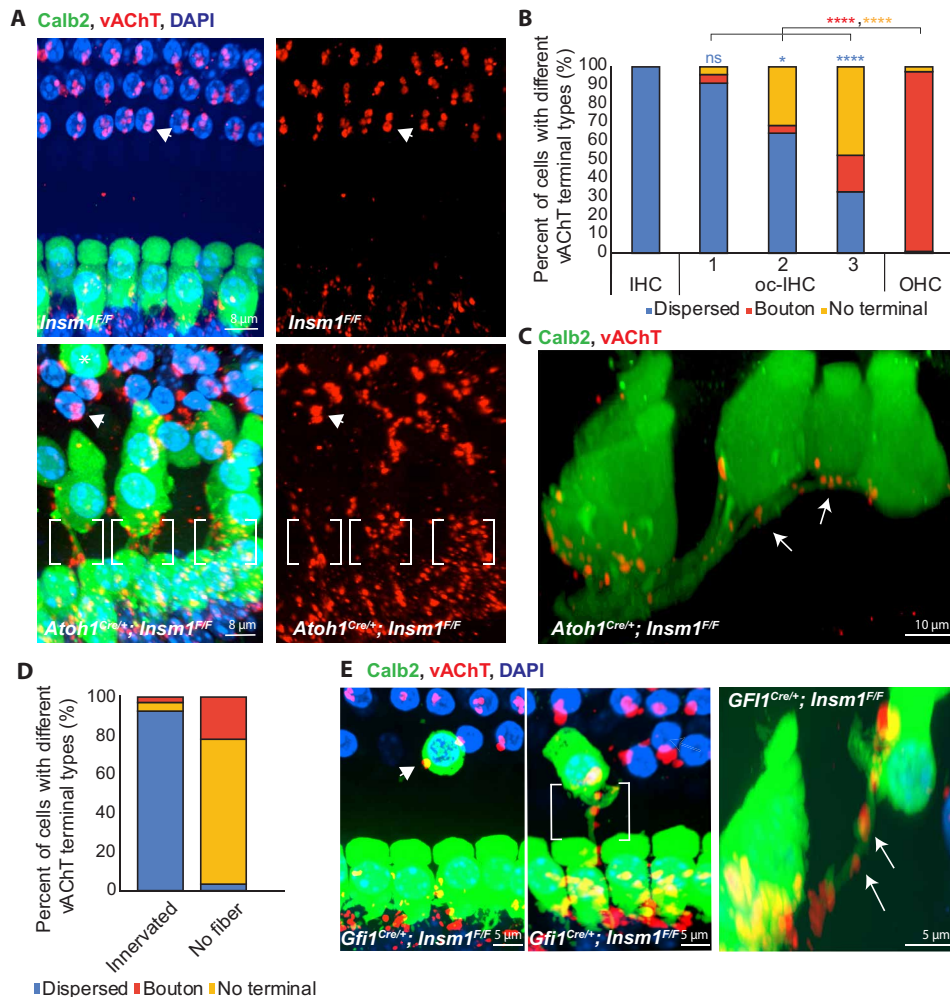 A
Calb2, vAChT, DAPI
Insm1F/F
8 µm
Insm1F/F
*
Atoh1Cre/+; Insm1F/F
8 µm
Atoh1Cre/+; Insm1F/F
B
****,****
ns
*
****
Percent of cells with different
vAChT terminal types (%)
100
90
80
70
60
50
40
30
20
10
0
IHC
1
2
3
oc-IHC
OHC
Dispersed
Bouton
No terminal
C
Calb2, vAChT
Atoh1Cre/+; Insm1F/F
10 µm
D
Percent of cells with different
vAChT terminal types (%)
100
80
60
40
20
0
Innervated
No fiber
Dispersed
Bouton
No terminal
E
Calb2, vAChT, DAPI
Gfi1Cre/+; Insm1F/F
5 µm
Gfi1Cre/+; Insm1F/F
5 µm
GFI1Cre/+; Insm1F/F
5 µm